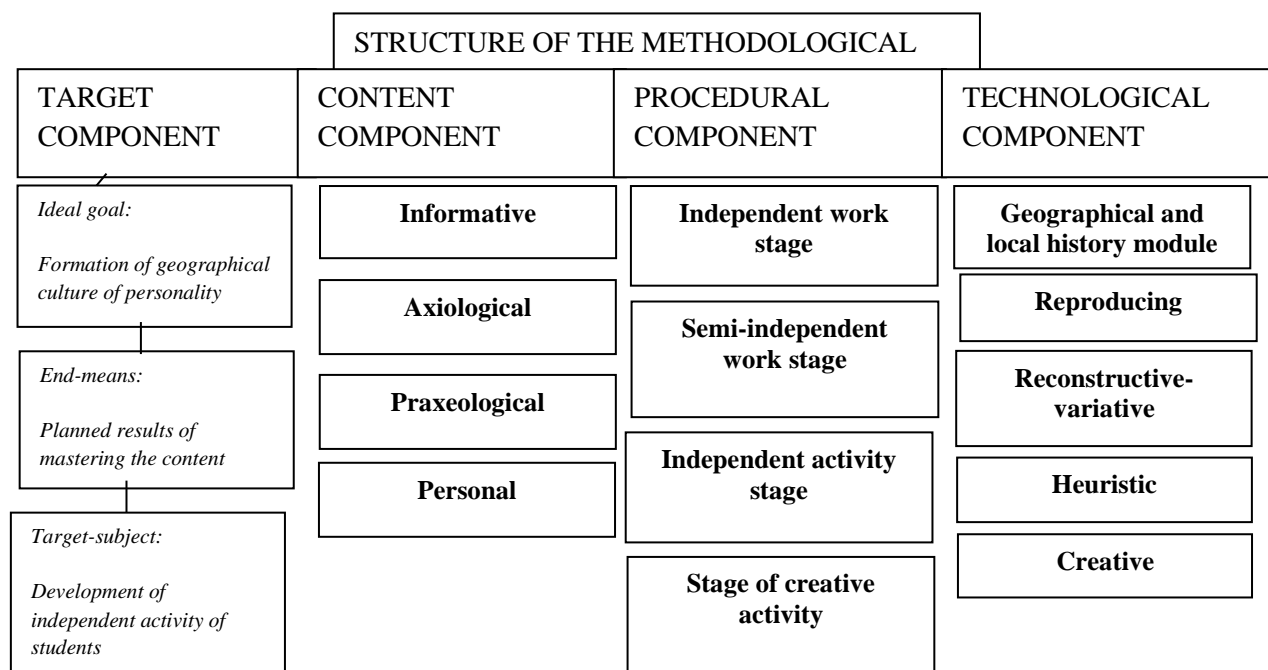 STRUCTURE OF THE METHODOLOGICAL
TARGET
COMPONENT
CONTENT
COMPONENT
PROCEDURAL
COMPONENT
TECHNOLOGICAL
COMPONENT
Ideal goal:
Formation of geographical
culture of personality
End-means:
Planned results of
mastering the content
Target-subject:
Development of
independent activity of
students
Informative
Axiological
Praxeological
Personal
Independent work
stage
Semi-independent
work stage
Independent activity
stage
Stage of creative
activity
Geographical and
local history module
Reproducing
Reconstructive-
variative
Heuristic
Creative